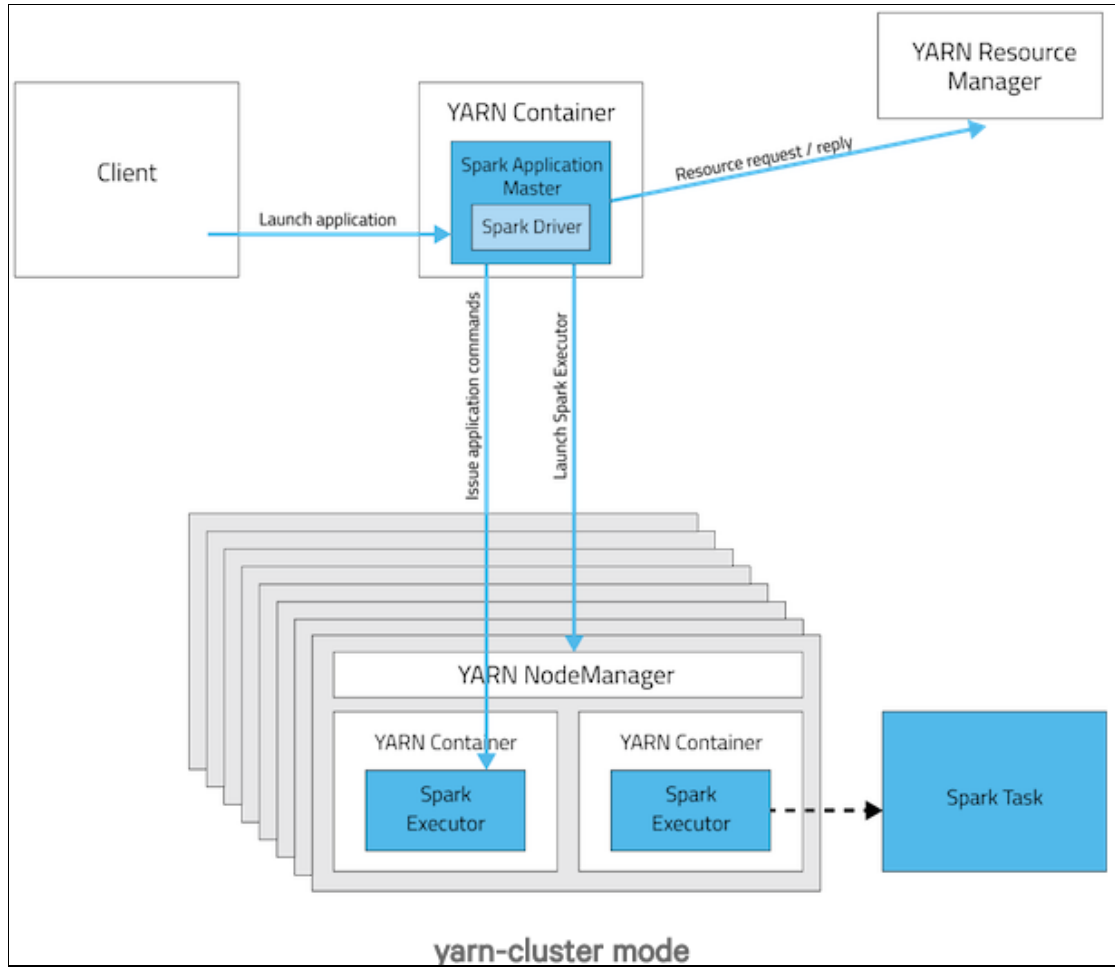 YARN Resource
Manager
Client
YARN Container
Spark Application
Master
Spark Driver
Launch application
Resource request / reply
Issue application commands
Launch Spark Executor
YARN NodeManager
YARN Container
Spark
Executor
YARN Container
Spark
Executor
Spark Task
yarn-cluster mode